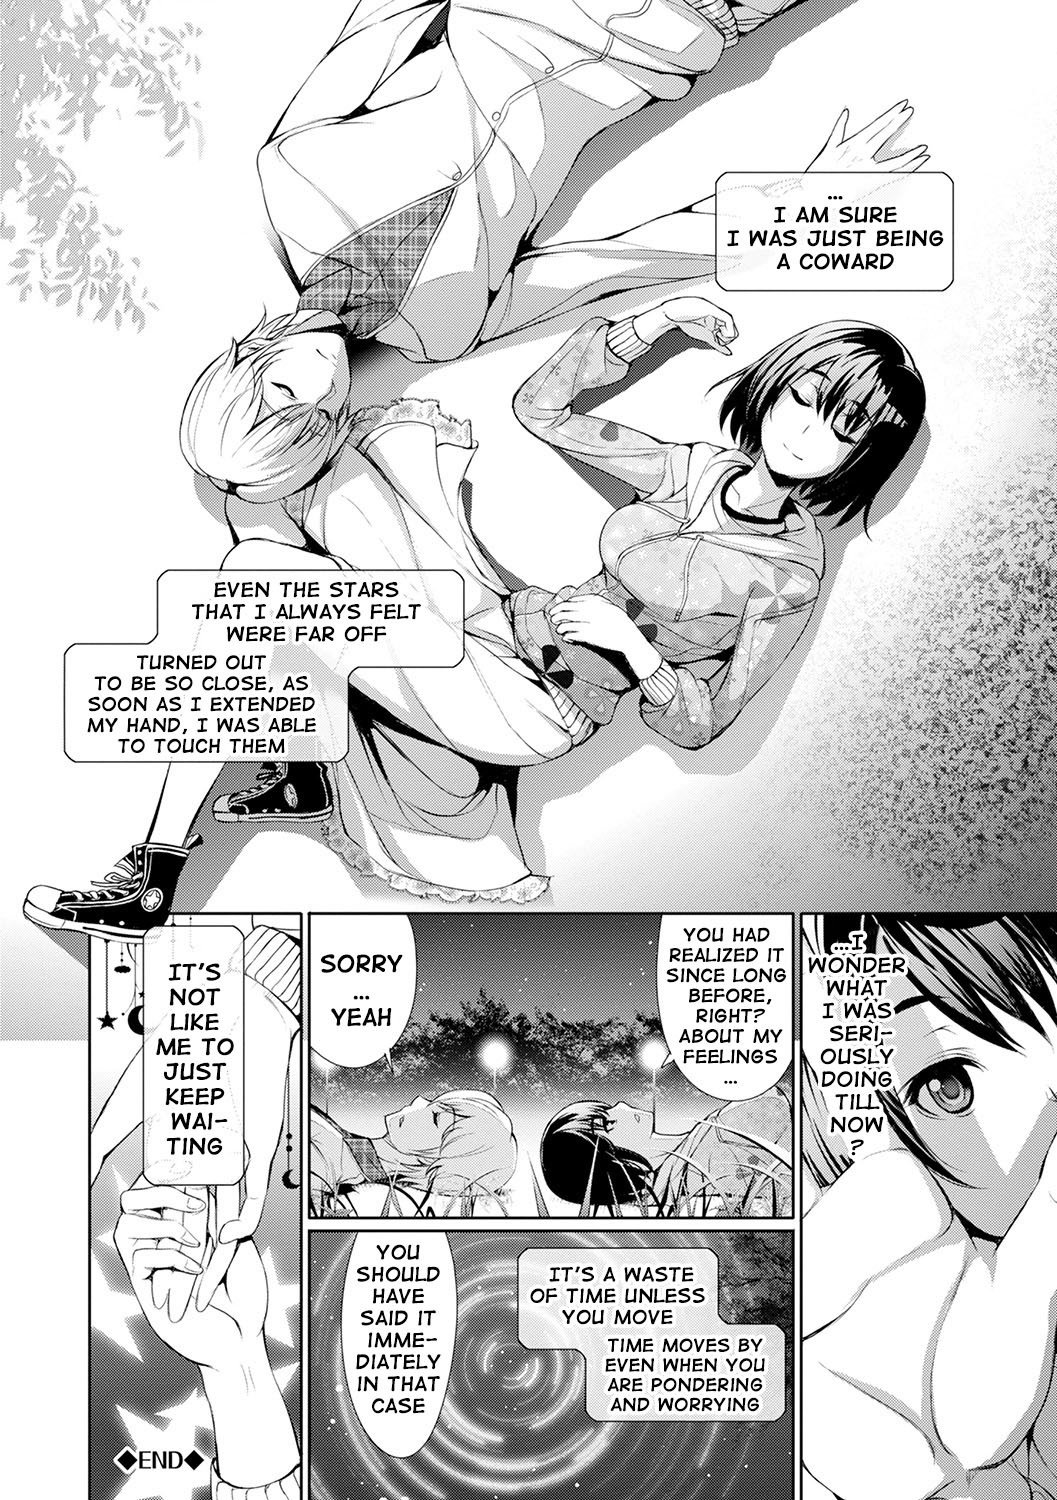 ...
I AM SURE
I WAS JUST BEING
A COWARD
EVEN THE STARS
THAT I ALWAYS FELT
WERE FAR OFF
TURNED OUT
TO BE SO CLOSE, AS
SOON AS I EXTENDED
MY HAND, I WAS ABLE
TO TOUCH THEM
...I
WONDER
WHAT
I WAS
SERI-
OUSLY
DOING
TILL
NOW
?
YOU HAD
REALIZED IT
SINCE LONG
BEFORE,
RIGHT?
ABOUT MY
FEELINGS
...
SORRY
...
YEAH
IT'S A WASTE
OF TIME UNLESS
YOU MOVE
TIME MOVES BY
EVEN WHEN YOU
ARE PONDERING
AND WORRYING
YOU
SHOULD
HAVE
SAID IT
IMME-
DIATELY
IN THAT
CASE
IT'S
NOT
LIKE
ME TO
JUST
KEEP
WAI-
TING
◆END◆